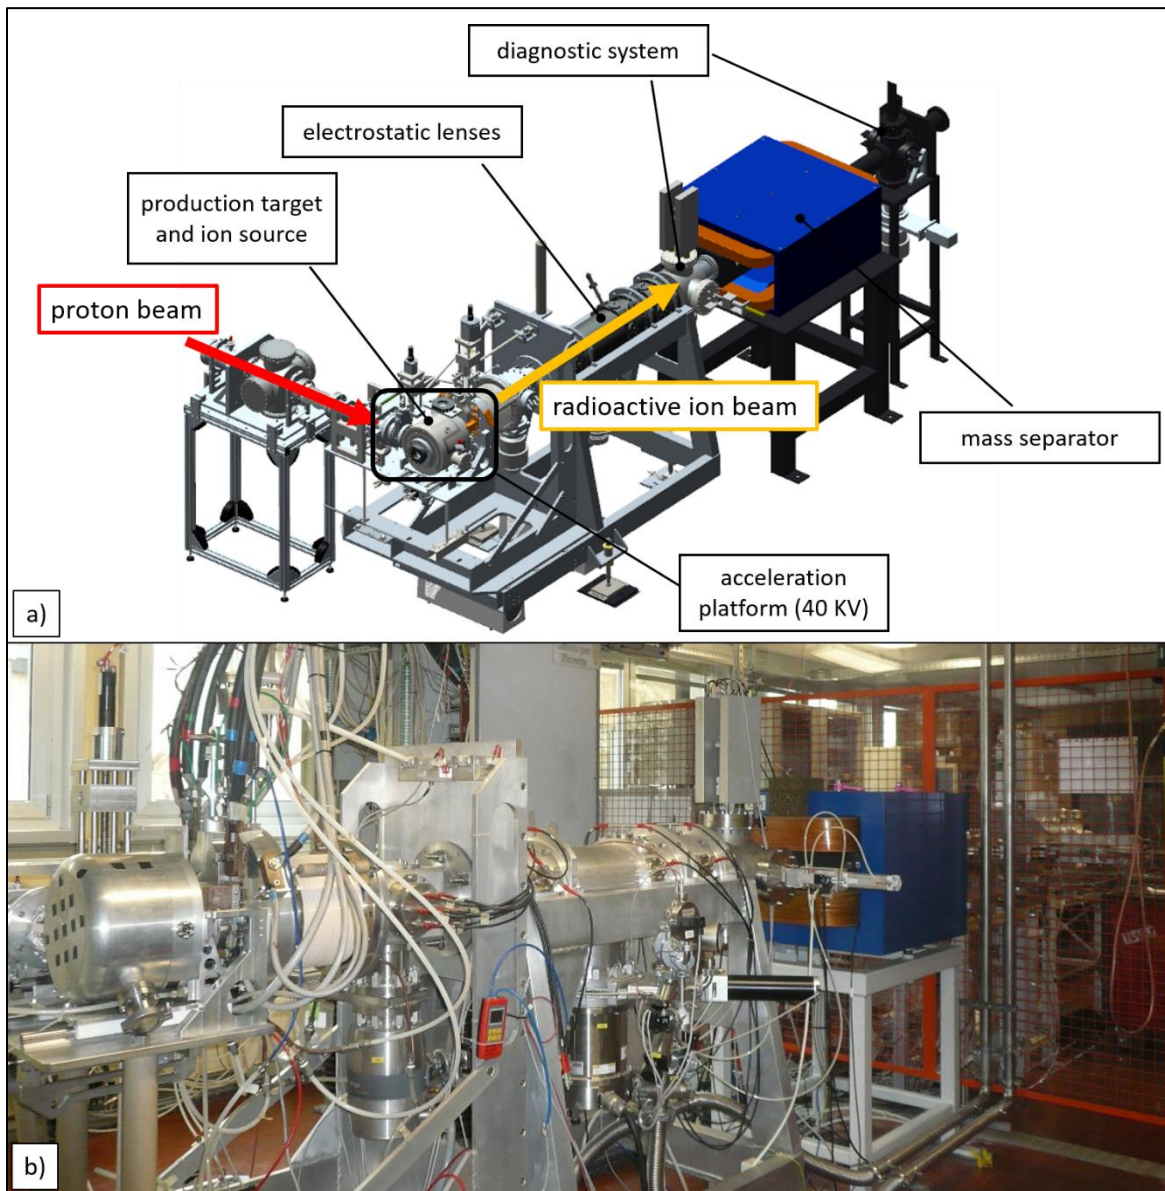 diagnostic system
electrostatic lenses
production target
and ion source
proton beam
radioactive ion beam
mass separator
acceleration
platform (40 KV)
a)
b)